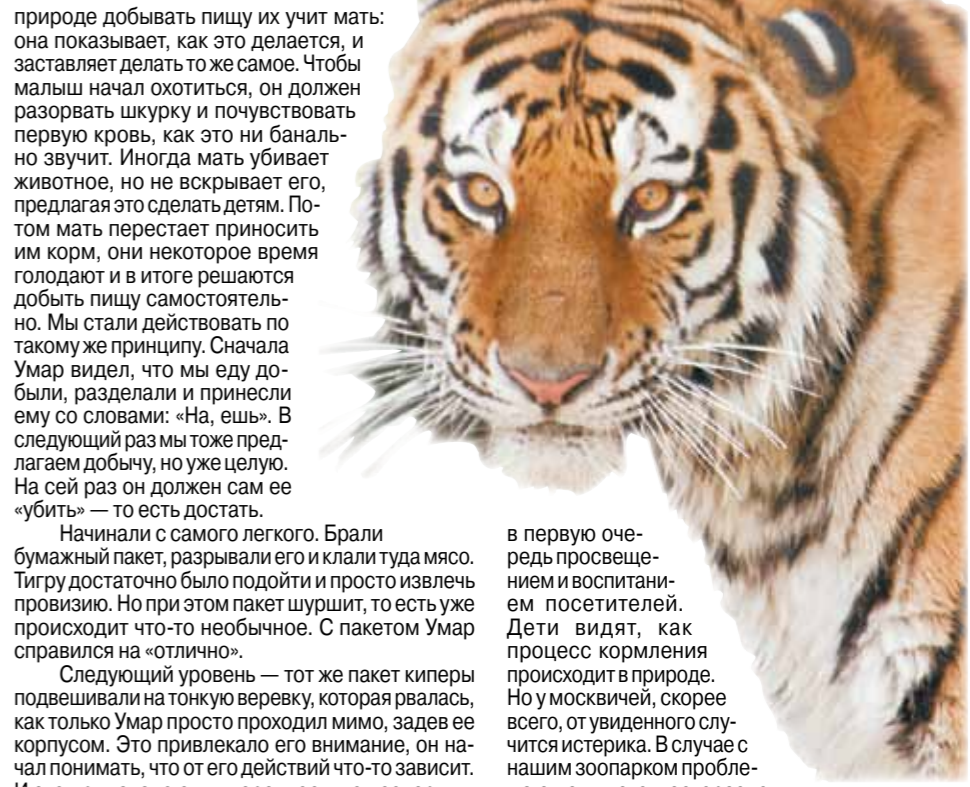 природе добывать пищу их учит мать:
она показывает, как это делается, и
заставляет делать то же самое. Чтобы
малыш начал охотиться, он должен
разорвать шкурку и почувствовать
первую кровь, как это ни баналь-
но звучит. Иногда мать убивает
животное, но не вскрывает его,
предлагая это сделать детям. По-
том мать перестает приносить
им корм, они некоторое время
голодают и в итоге решаются
добыть пищу самостоятель-
но. Мы стали действовать по
такому же принципу. Сначала
Умар видел, что мы еду до-
были, разделали и принесли
ему со словами: «На, ешь». В
следующий раз мы тоже пред-
лагаем добычу, но уже целую.
На сей раз он должен сам ее
«убить» — то есть достать.
Начинали с самого легкого. Брали
бумажный пакет, разрывали его и клали туда мясо.
Тигру достаточно было подойти и просто извлечь
провизию. Но при этом пакет шуршит, то есть уже
происходит что-то необычное. С пакетом Умар
справился на «отлично».
Следующий уровень — тот же пакет киперы
подвешивали на тонкую веревку, которая рвалась,
как только Умар просто проходил мимо, задев ее
корпусом. Это привлекало его внимание, он на-
чал понимать, что от его действий что-то зависит.
в первую оче-
редь просвеще-
нием и воспитани-
ем посетителей.
Дети видят, как
процесс кормления
происходит в природе.
Но у москвичей, скорее
всего, от увиденного слу-
чится истерика. В случае с
нашим зоопарком пробле-